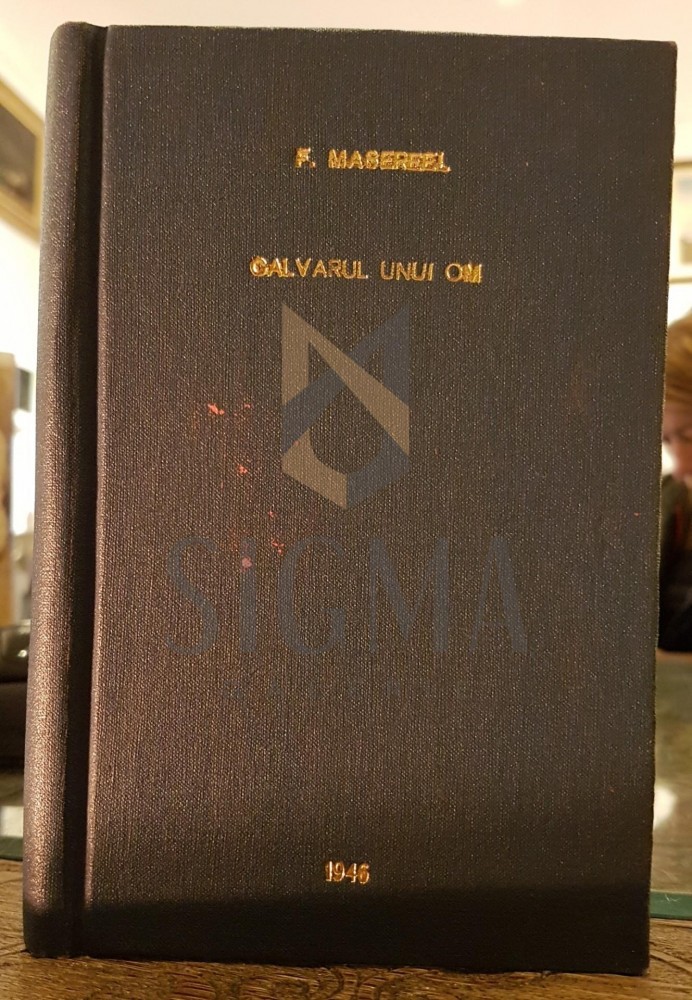 F. MASEREEL
CALVARUL UNUI OM
SiGMA
1946